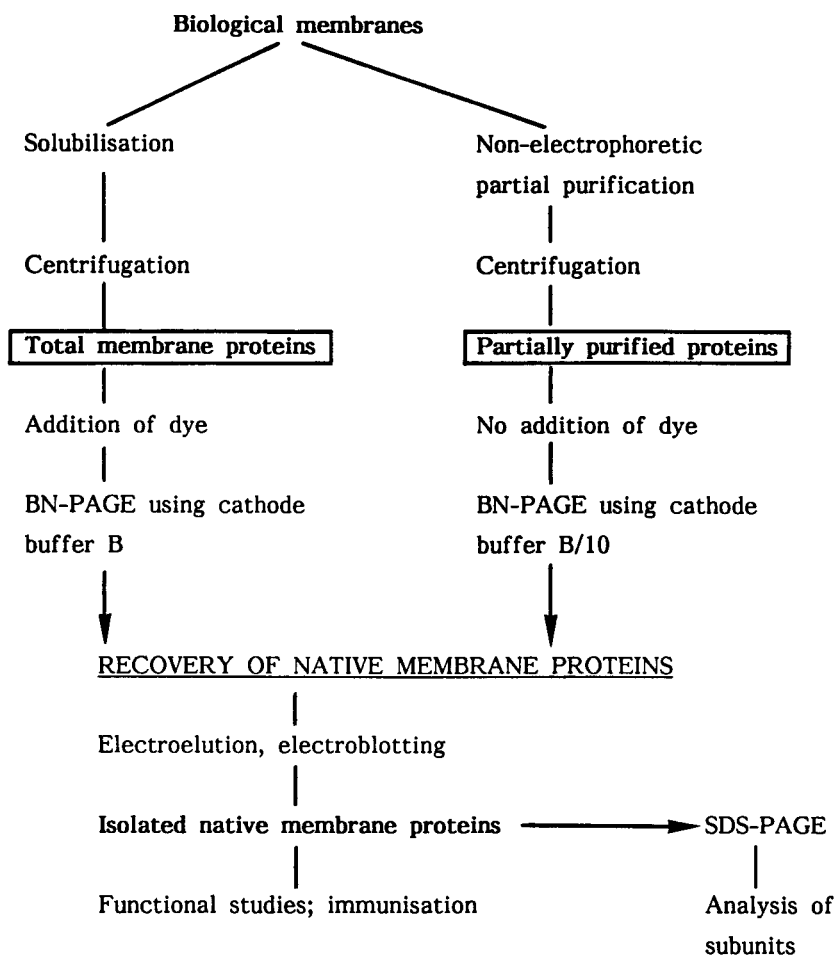 Biological membranes
Solubilisation
Non-electrophoretic
partial purification
Centrifugation
Centrifugation
Total membrane proteins
Partially purified proteins
Addition of dye
No addition of dye
BN-PAGE using cathode
buffer B
BN-PAGE using cathode
buffer B/10
RECOVERY OF NATIVE MEMBRANE PROTEINS
Electroelution, electroblotting
Isolated native membrane proteins
SDS-PAGE
Functional studies; immunisation
Analysis of
subunits